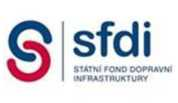 sfdi
STÁTNÍ FOND DOPRAVNÍ
INFRASTRUKTURY